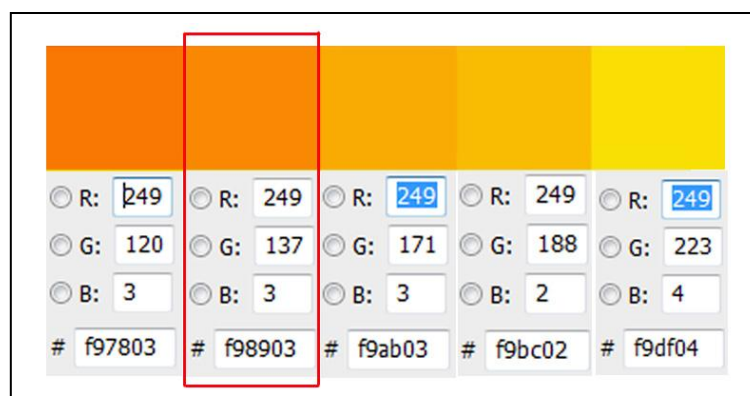 R: 249 R: 249 R: 249 R: 249 R: 249
G: 120 G: 137 G: 171 G: 188 G: 223
B: 3 B: 3 B: 3 B: 2 B: 4
# f97803 # f98903 # f9ab03 # f9bc02 # f9df04